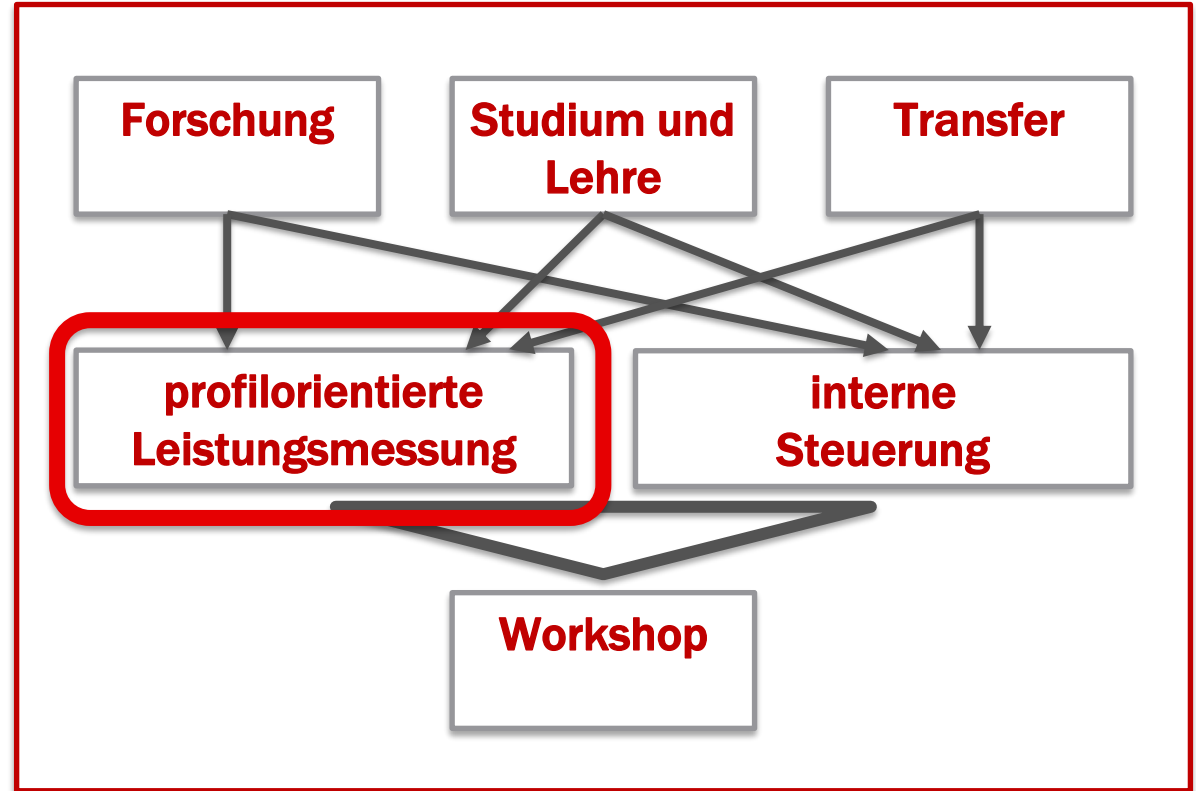 Forschung
Studium und
Lehre
Transfer
profilorientierte
Leistungsmessung
interne
Steuerung
Workshop